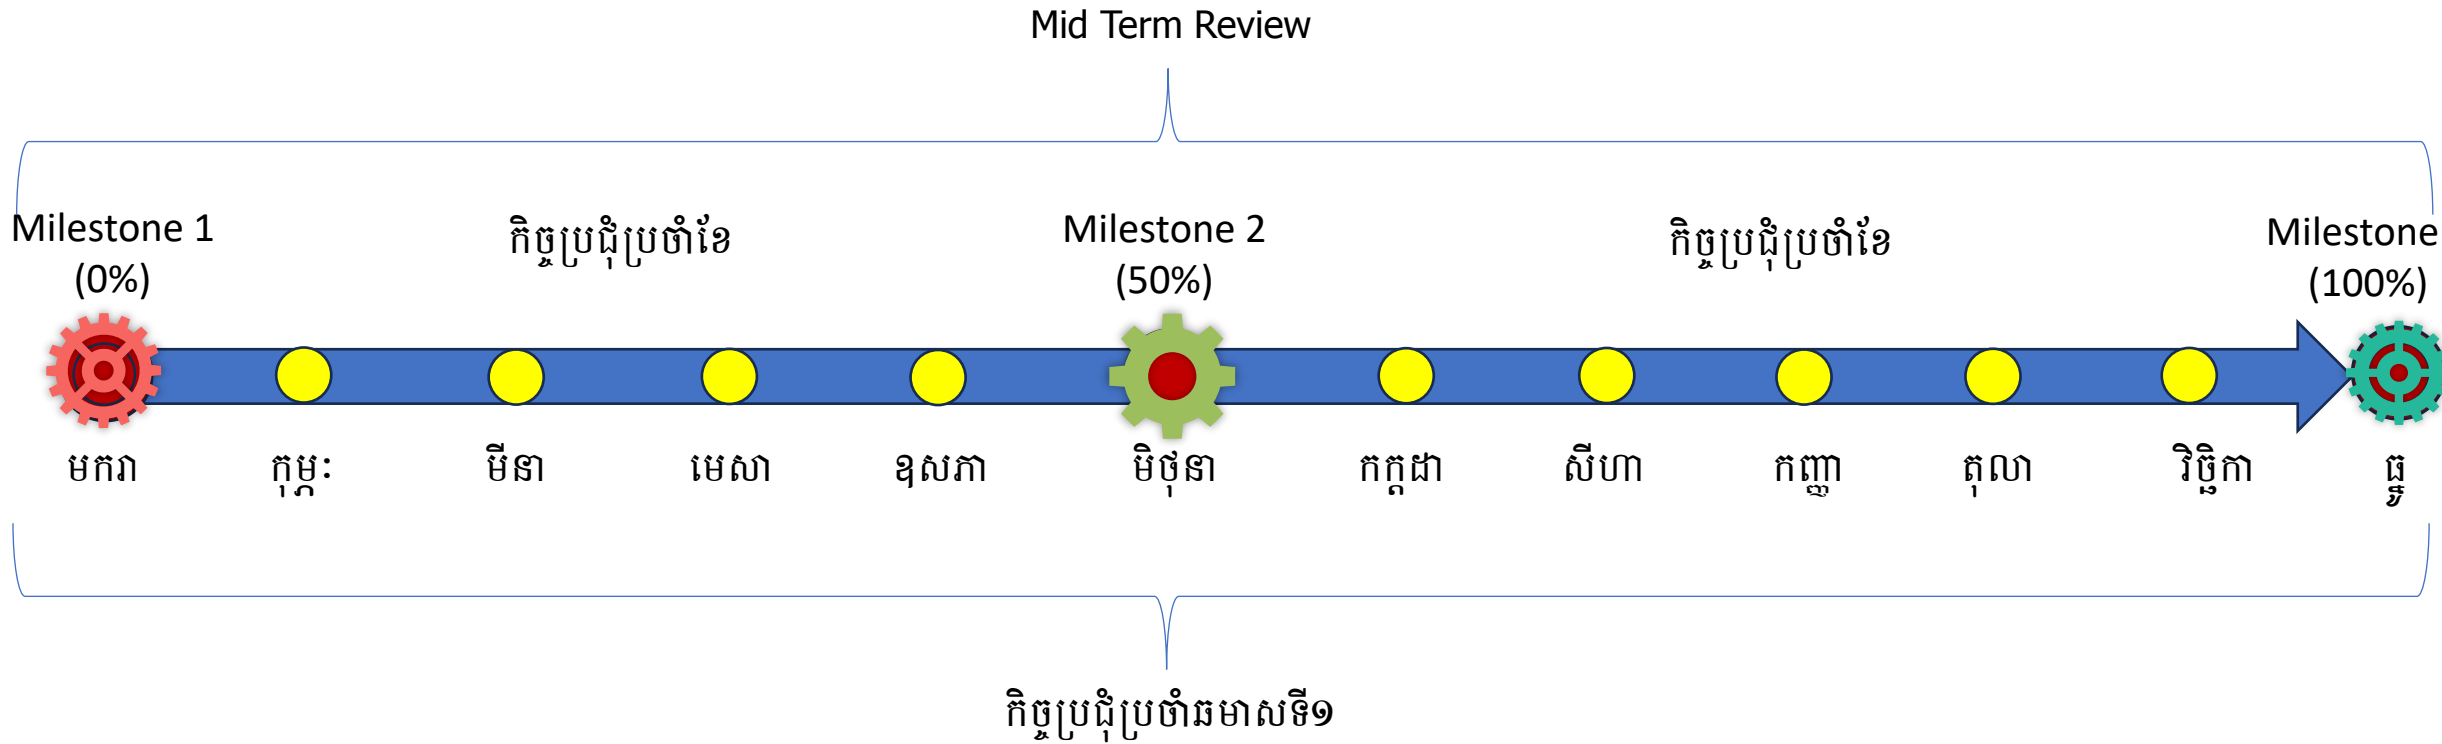 Mid Term Review
Milestone 1
(0%)
កិច្ចប្រជុំប្រចាំខែ
Milestone 2
(50%)
កិច្ចប្រជុំប្រចាំខែ
Milestone
(100%)
មករា
កុម្ភៈ
មីនា
មេសា
ឧសភា
មិថុនា
កក្កដា
សីហា
កញ្ញា
តុលា
វិច្ឆិកា
ធ្នូ
កិច្ចប្រជុំប្រចាំឆមាសទី១